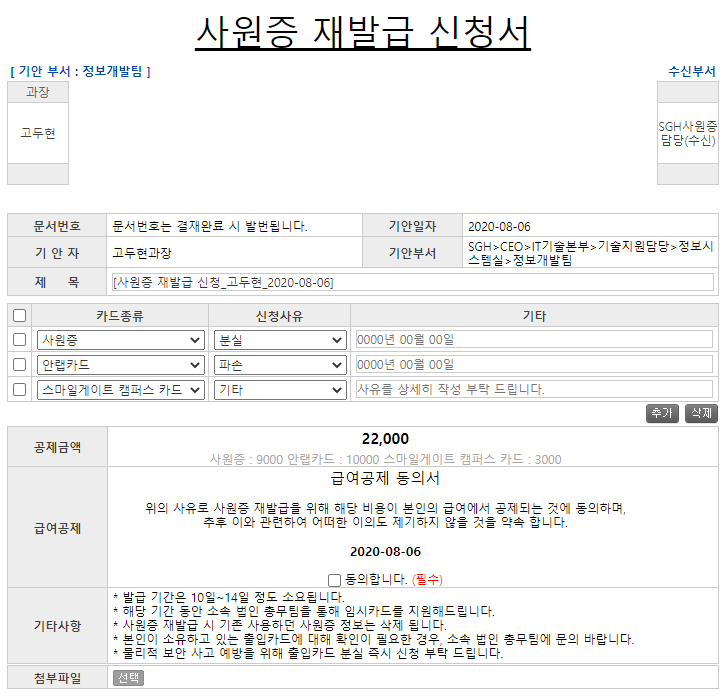 사원증 재발급 신청서
[ 기안 부서 : 정보개발팀 ]
수신부서
과장
고두현
SGH사원증
담당(수신)
문서번호 문서번호는 결재완료 시 발번됩니다. 기안일자 2020-08-06
기 안 자 고두현과장 기안부서 SGH>CEO>IT기술본부>기술지원담당>정보시
스템실>정보개발팀
제 목 [사원증 재발급 신청_고두현_2020-08-06]
카드종류 신청사유 기타
사원증 분실 0000년 00월 00일
안랩카드 파손 0000년 00월 00일
스마일게이트 캠퍼스 카드 기타 사유를 상세히 작성 부탁 드립니다.
추가 삭제
공제금액 22,000
사원증 : 9000 안랩카드 : 10000 스마일게이트 캠퍼스 카드 : 3000
급여공제 급여공제 동의서
위의 사유로 사원증 재발급을 위해 해당 비용이 본인의 급여에서 공제되는 것에 동의하며,
추후 이와 관련하여 어떠한 이의도 제기하지 않을 것을 약속 합니다.
2020-08-06
동의합니다. (필수)
기타사항 * 발급 기간은 10일~14일 정도 소요됩니다.
* 해당 기간 동안 소속 법인 총무팀을 통해 임시카드를 지원해드립니다.
* 사원증 재발급 시 기존 사용하던 사원증 정보는 삭제 됩니다.
* 본인이 소유하고 있는 출입카드에 대해 확인이 필요한 경우, 소속 법인 총무팀에 문의 바랍니다.
* 물리적 보안 사고 예방을 위해 출입카드 분실 즉시 신청 부탁 드립니다.
첨부파일 선택